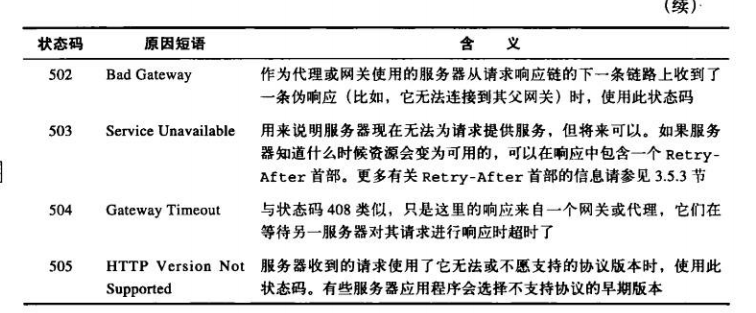 （续）
状态码 原因短语 含 义
502 Bad Gateway 作为代理或网关使用的服务器从请求响应链的下一条链路上收到了
一条伪响应（比如，它无法连接到其父网关）时，使用此状态码
503 Service Unavailable 用来说明服务器现在无法为请求提供服务，但将来可以。如果服务
器知道什么时候资源会变为可用的，可以在响应中包含一个 Retry-
After 首部。更多有关 Retry-After 首部的信息请参见 3.5.3 节
504 Gateway Timeout 与状态码 408 类似，只是这里的响应来自一个网关或代理，它们在
等待另一服务器对其请求进行响应时超时了
505 HTTP Version Not 服务器收到的请求使用了它无法或不愿支持的协议版本时，使用此
Supported 状态码。有些服务器应用程序会选择不支持协议的早期版本